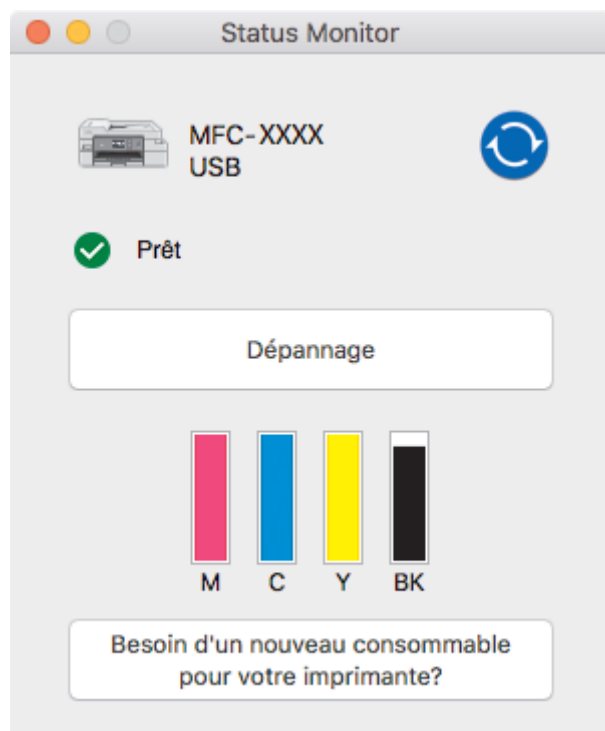 Status Monitor
MFC-XXXX
USB
Prêt
Dépannage
M C Y BK
Besoin d'un nouveau consommable
pour votre imprimante?